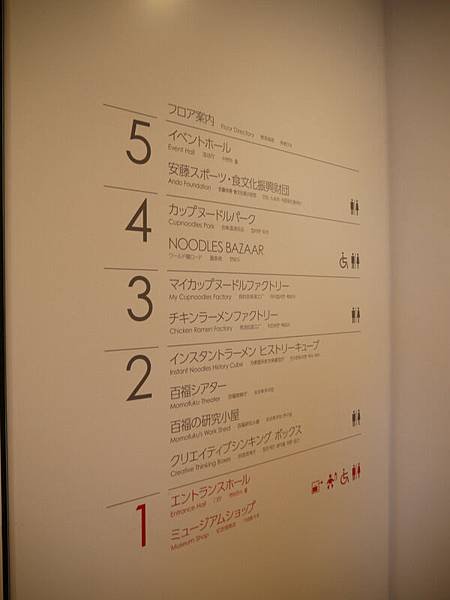 フロア案内 Floor Directory
5
イベントホール
Event Hall
安藤スポーツ・食文化振興財団
Ando Foundation
4
カップヌードルパーク
Cupnoodles Park
NOODLES BAZAAR
ワールド麺ロード
3
マイカップヌードルファクトリー
My Cupnoodles Factory
チキンラーメンファクトリー
Chicken Ramen Factory
2
インスタントラーメン ヒストリーキューブ
Instant Noodles History Cube
百福シアター
Momofuku Theater
百福の研究小屋
Momofuku's Work Shed
クリエイティブシンキング ボックス
Creative Thinking Boxes
1
エントランスホール
Entrance Hall
ミュージアムショップ
Museum Shop